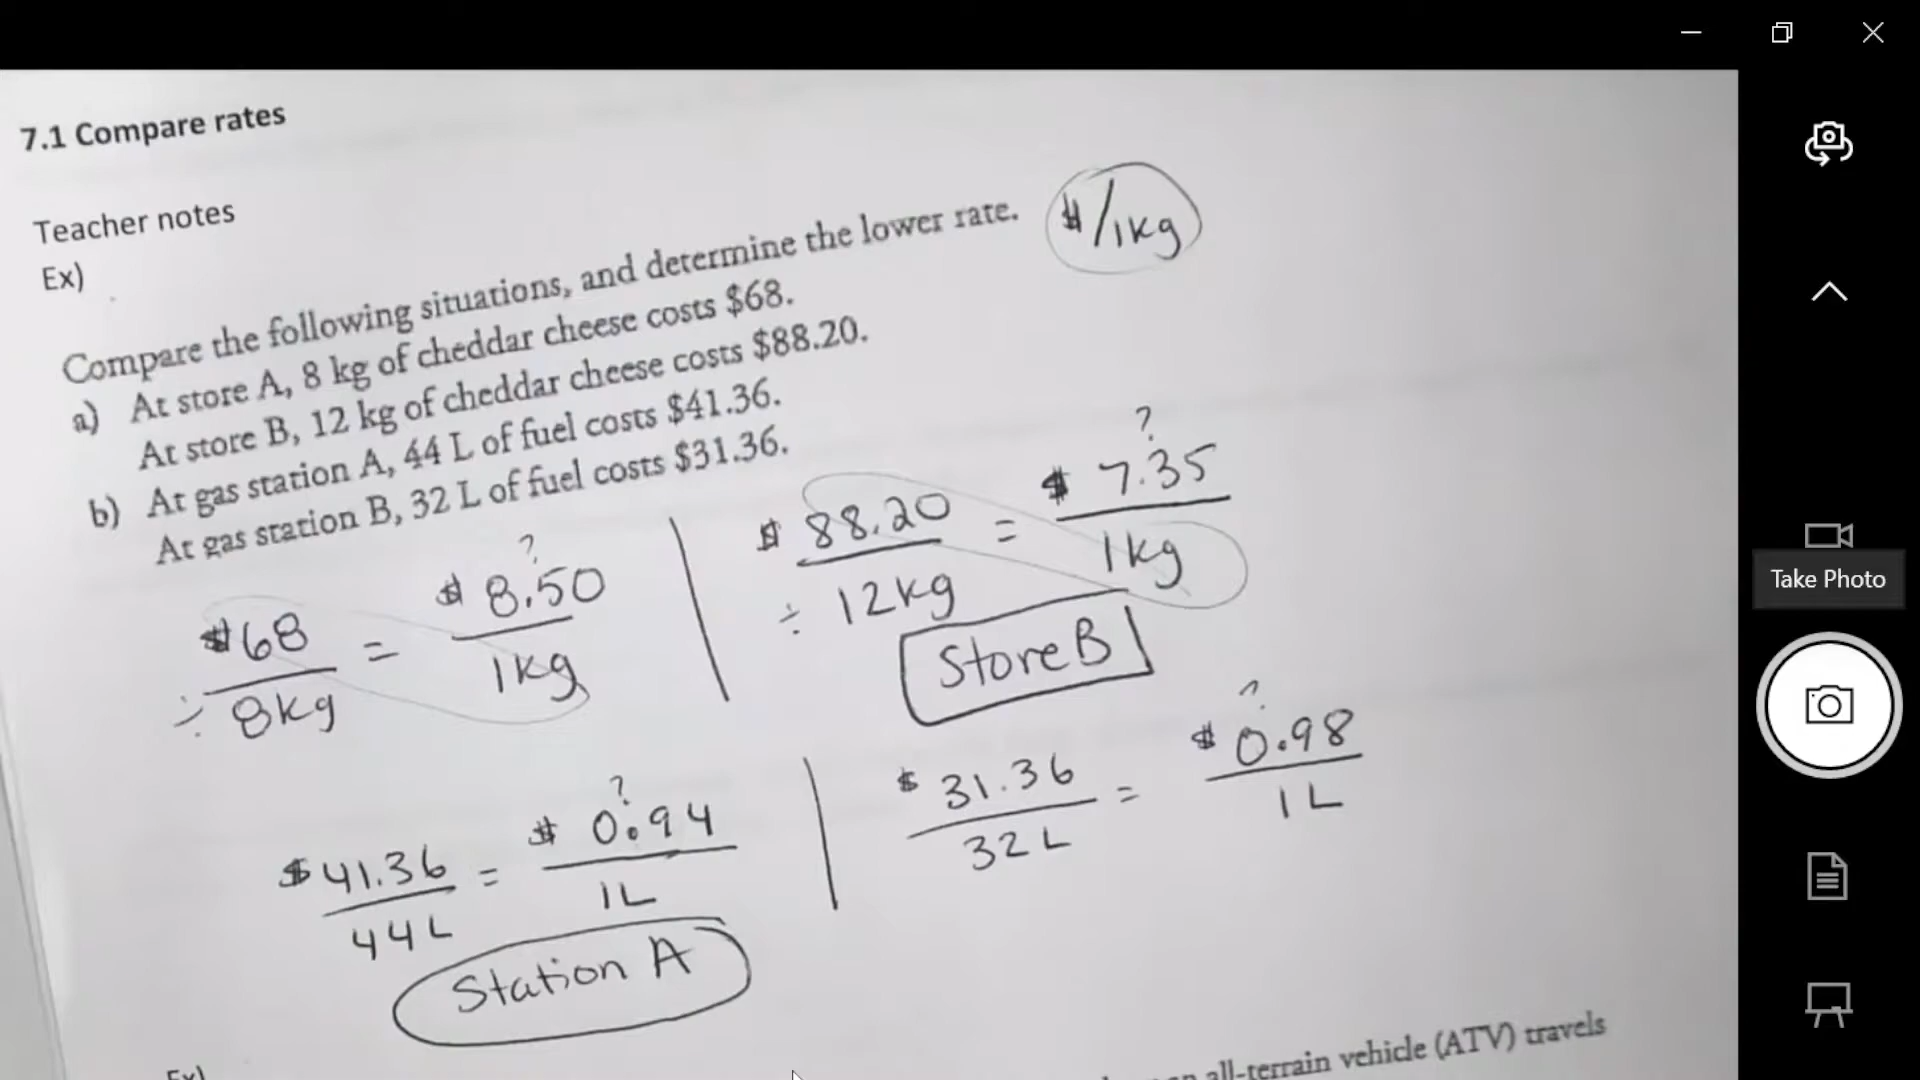 7.1 Compare rates
Teacher notes
Ex)
Compare the following situations, and determine the lower rate.
$/1kg
a) At store A, 8 kg of cheddar cheese costs $68.
At store B, 12 kg of cheddar cheese costs $88.20.
b) At gas station A, 44 L of fuel costs $41.36.
At gas station B, 32 L of fuel costs $31.36.
?
$68 = $ 8.50
÷ 8kg 1kg
?
$ 88.20 = $ 7.35
÷ 12kg 1kg
Store B
?
$ 41.36 = $ 0.94
44 L 1L
Station A
?
$ 31.36 = $ 0.98
32 L 1 L
Ex)
all-terrain vehicle (ATV) travels
Take Photo